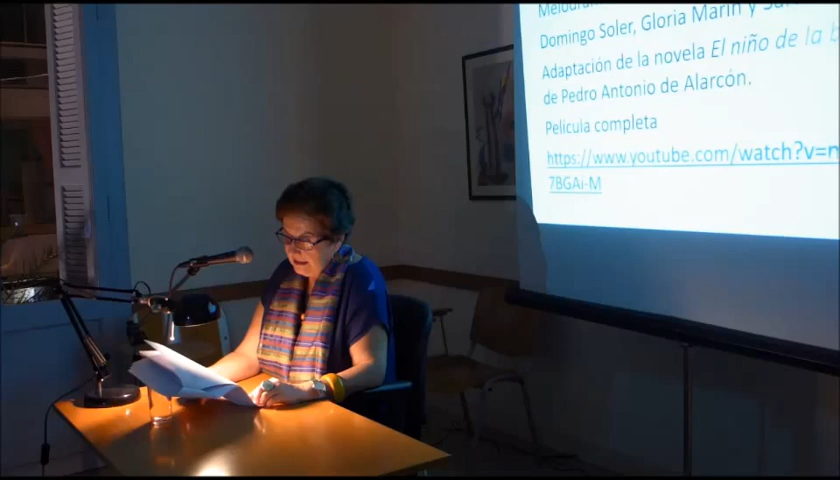 Domingo Soler, Gloria Marín y
Adaptación de la novela El niño de la
de Pedro Antonio de Alarcón.
Película completa
https://www.youtube.com/watch?v=n
7BGAi-M